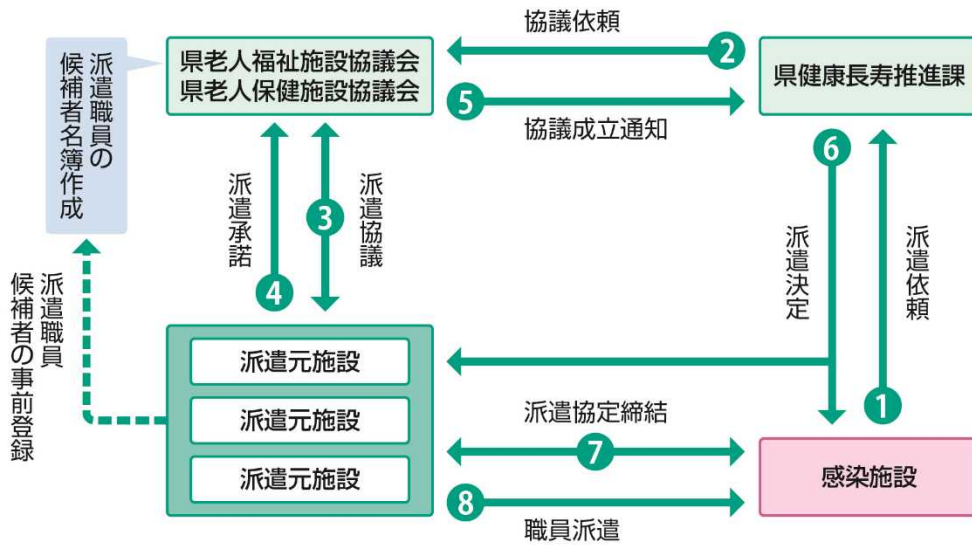 派遣職員の
候補者名簿作成
県老人福祉施設協議会
県老人保健施設協議会
協議依頼
2
県健康長寿推進課
5
協議成立通知
6
派遣承諾
3
派遣協議
4
派遣決定
派遣依頼
派遣職員
候補者の事前登録
派遣元施設
派遣元施設
派遣元施設
派遣協定締結
7
1
感染施設
8
職員派遣